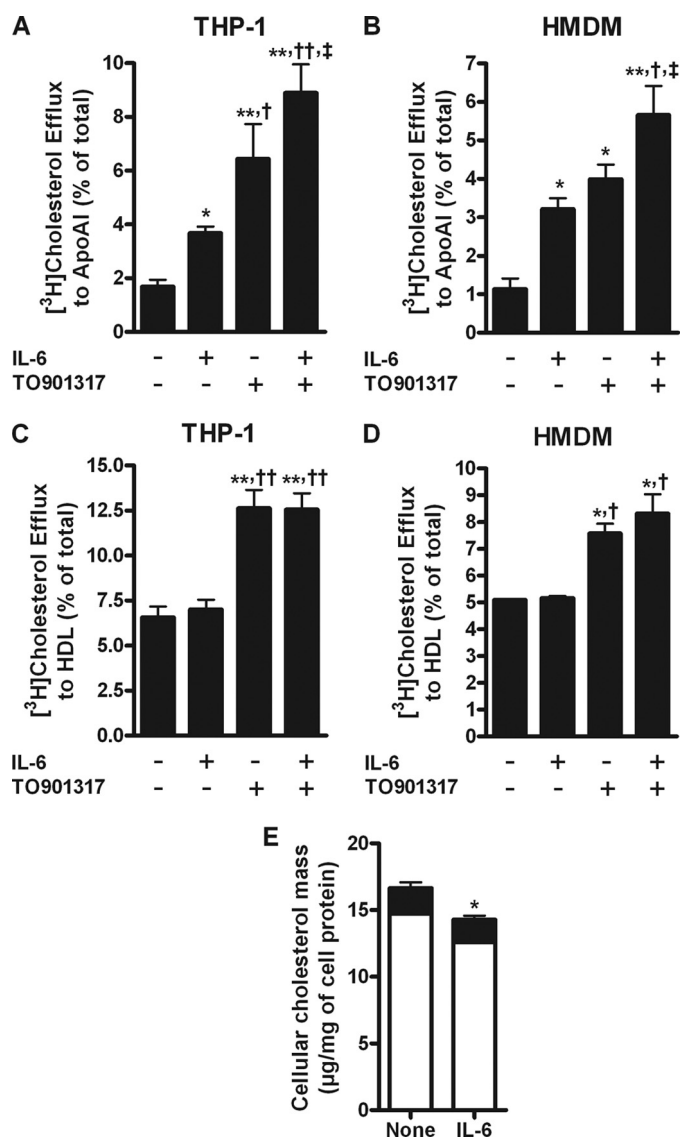 A THP-1
[³H]Cholesterol Efflux
to ApoAI (% of total)
10
8
6
4
2
0
*
**,†
**,††,‡
IL-6 - + - +
TO901317 - - + +
B HMDM
[³H]Cholesterol Efflux
to ApoAI (% of total)
7
6
5
4
3
2
1
0
*
*
**,†,‡
IL-6 - + - +
TO901317 - - + +
C THP-1
[³H]Cholesterol Efflux
to HDL (% of total)
15.0
12.5
10.0
7.5
5.0
2.5
0.0
**,††
**,††
IL-6 - + - +
TO901317 - - + +
D HMDM
[³H]Cholesterol Efflux
to HDL (% of total)
10
9
8
7
6
5
4
3
2
1
0
*,†
*,†
IL-6 - + - +
TO901317 - - + +
E
Cellular cholesterol mass
(µg/mg of cell protein)
20
15
10
5
0
*
None IL-6